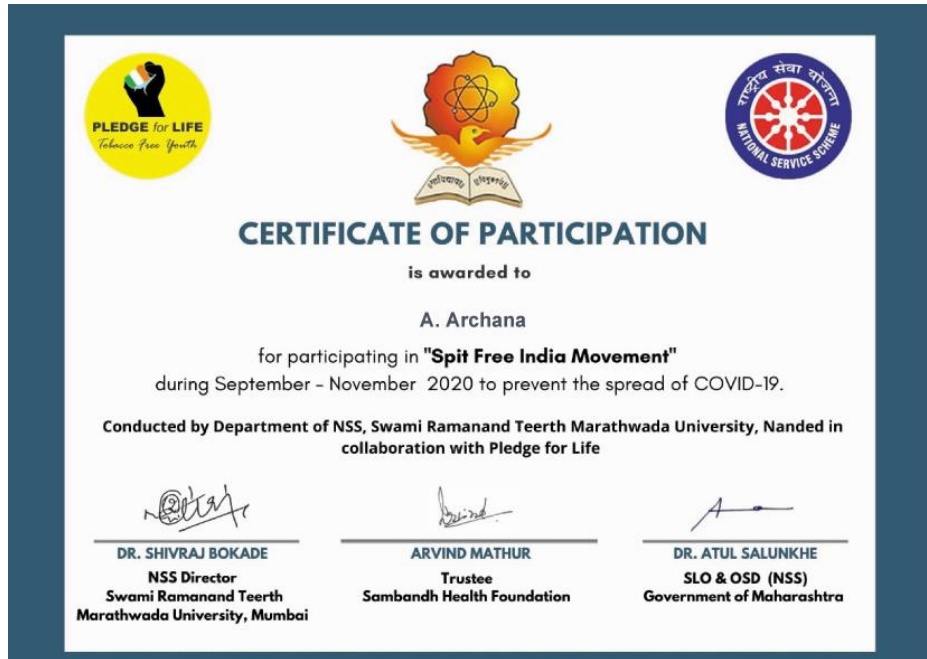 PLEDGE for LIFE
Tobacco Free Youth
राष्ट्रीय सेवा योजना
NATIONAL SERVICE SCHEME
CERTIFICATE OF PARTICIPATION
is awarded to
A. Archana
for participating in "Spit Free India Movement"
during September - November 2020 to prevent the spread of COVID-19.
Conducted by Department of NSS, Swami Ramanand Teerth Marathwada University, Nanded in
collaboration with Pledge for Life
DR. SHIVRAJ BOKADE
NSS Director
Swami Ramanand Teerth
Marathwada University, Mumbai
ARVIND MATHUR
Trustee
Sambandh Health Foundation
DR. ATUL SALUNKHE
SLO & OSD (NSS)
Government of Maharashtra